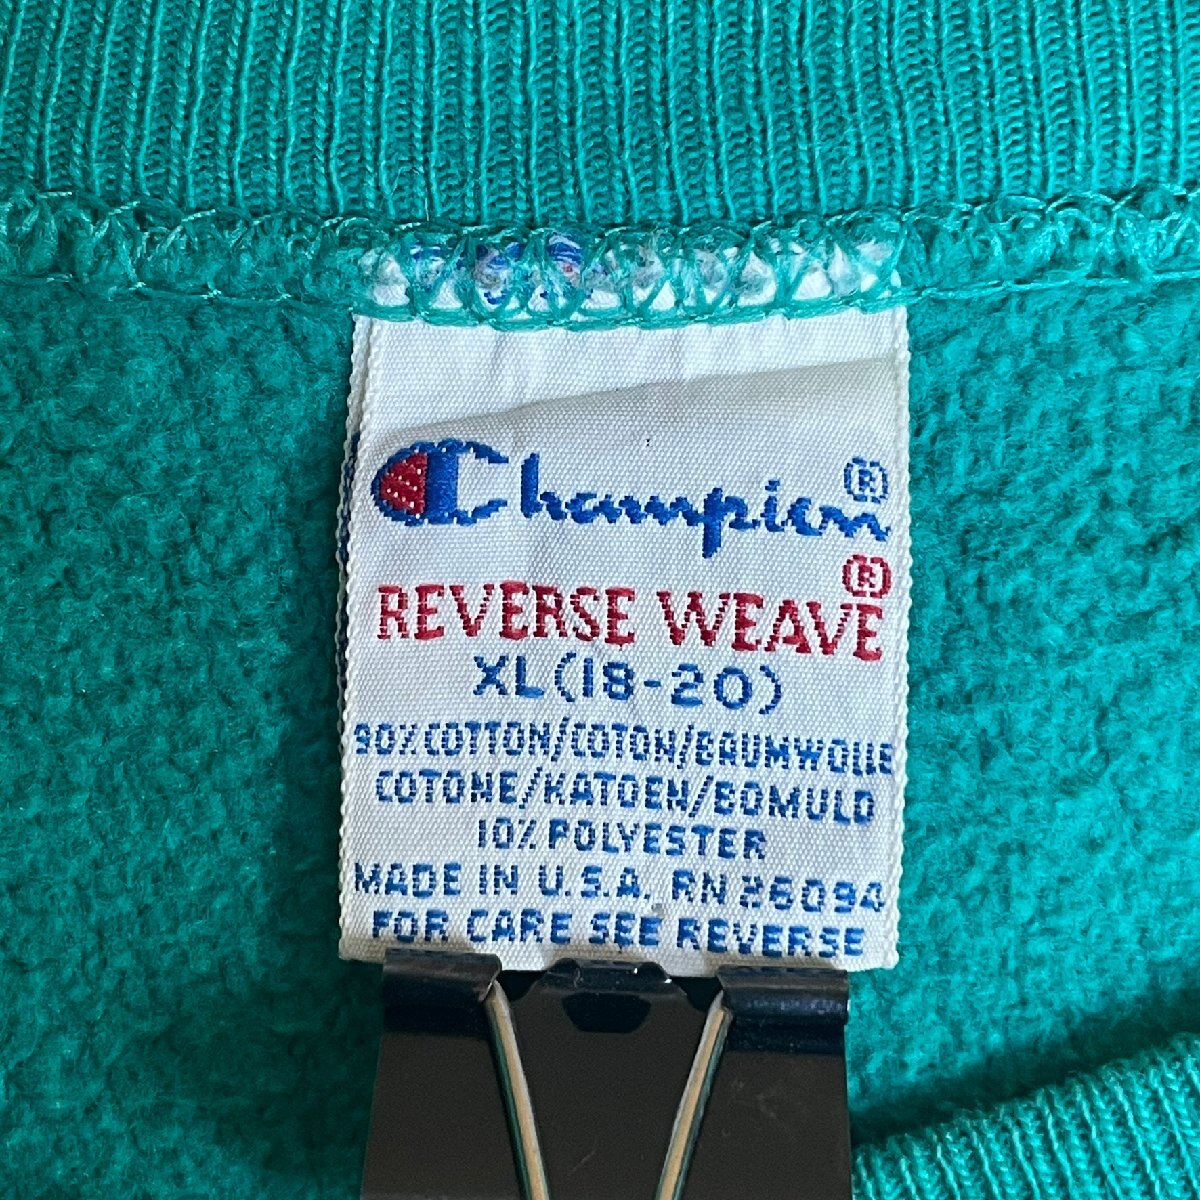 Champion®
REVERSE WEAVE®
XL (18-20)
90% COTTON/COTON/BAUMWOLLE
COTONE/KATOEN/BOMULD
10% POLYESTER
MADE IN U.S.A. RN 26094
FOR CARE SEE REVERSE